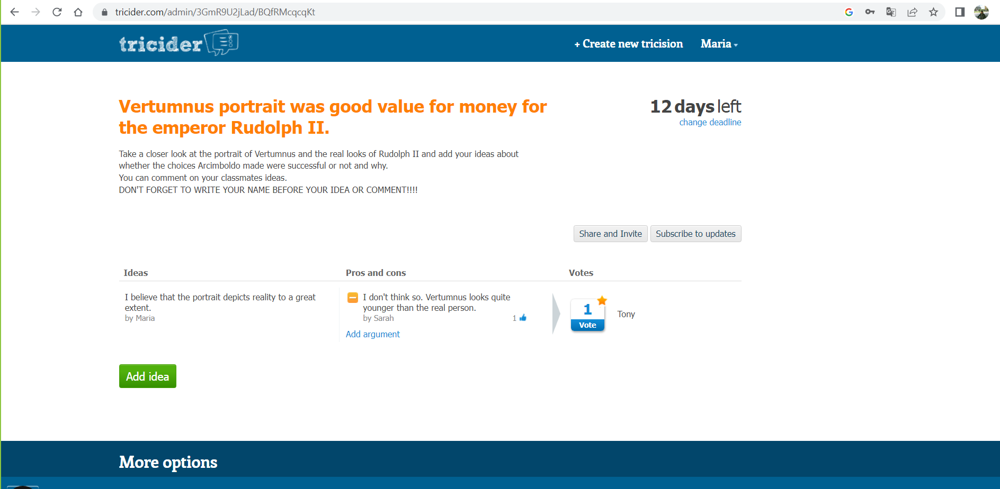 tricider.com/admin/3GmR9U2jLad/BQfRMcqcqKt
tricider
+ Create new tricision
Maria
Vertumnus portrait was good value for money for
the emperor Rudolph II.
12 days left
change deadline
Take a closer look at the portrait of Vertumnus and the real looks of Rudolph II and add your ideas about
whether the choices Arcimboldo made were successful or not and why.
You can comment on your classmates ideas.
DON'T FORGET TO WRITE YOUR NAME BEFORE YOUR IDEA OR COMMENT!!!!
Share and Invite
Subscribe to updates
Ideas
Pros and cons
Votes
I believe that the portrait depicts reality to a great
extent.
by Maria
I don't think so. Vertumnus looks quite
younger than the real person.
by Sarah
1
Add argument
1
Vote
Tony
Add idea
More options